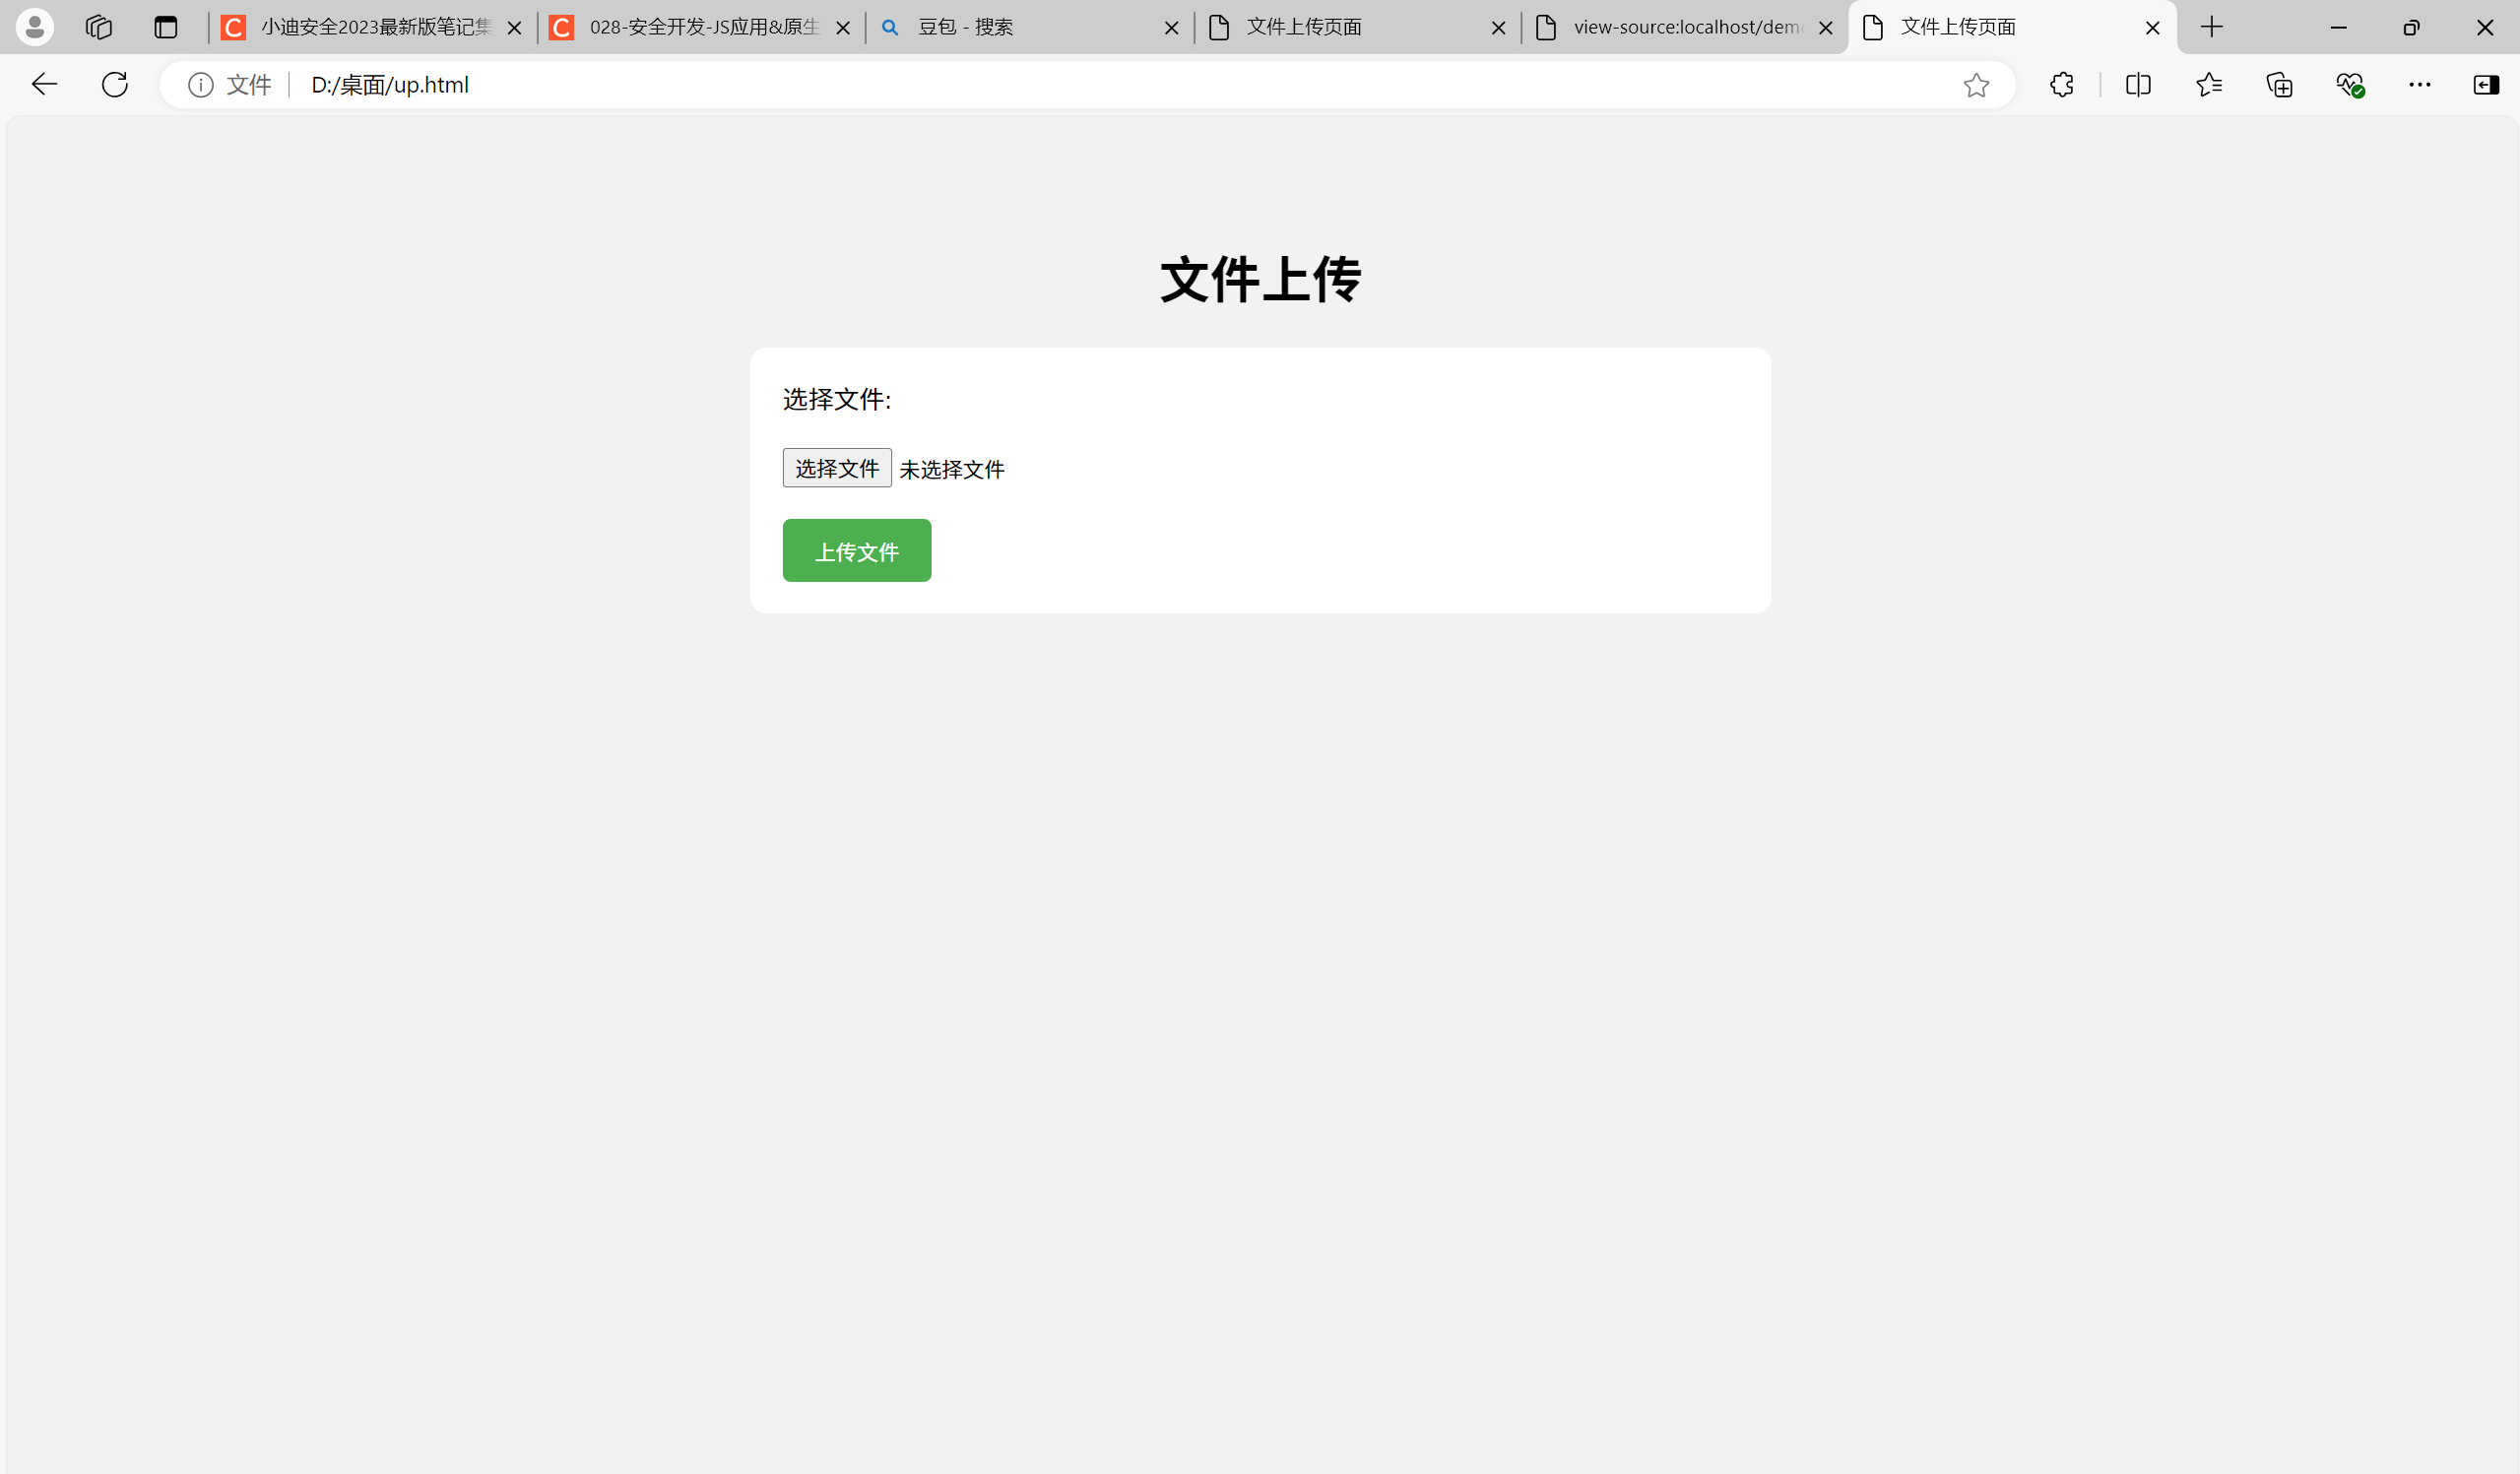 小迪安全2023最新版笔记集
028-安全开发-JS应用&原生
豆包 - 搜索
文件上传页面
view-source:localhost/dem
文件上传页面
文件
D:/桌面/up.html
文件上传
选择文件:
选择文件 未选择文件
上传文件